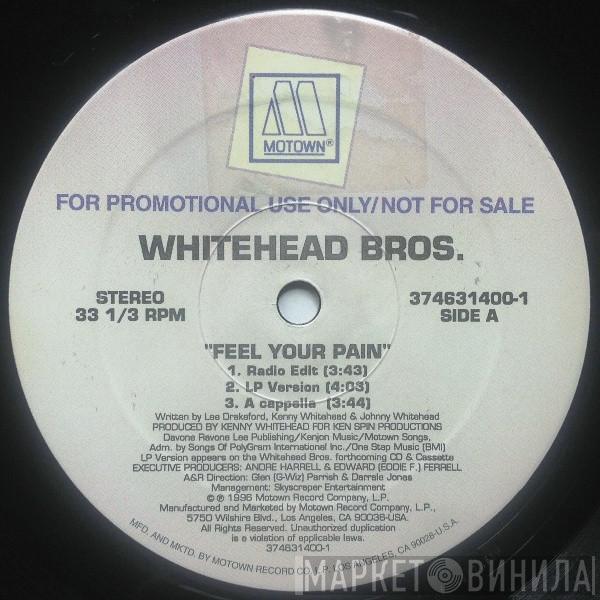 MOTOWN®
FOR PROMOTIONAL USE ONLY/NOT FOR SALE
WHITEHEAD BROS.
STEREO
33 1/3 RPM
374631400-1
SIDE A
"FEEL YOUR PAIN"
1. Radio Edit (3:43)
2. LP Version (4:03)
3. A cappella (3:44)
Written by Lee Drakeford, Kenny Whitehead & Johnny Whitehead
PRODUCED BY KENNY WHITEHEAD FOR KEN SPIN PRODUCTIONS
Davone Ravone Lee Publishing/Kenjon Music/Motown Songs,
Adm. by Songs Of PolyGram International Inc./One Stap Music (BMI)
LP Version appears on the Whitehead Bros. forthcoming CD & Cassette
EXECUTIVE PRODUCERS: ANDRE HARRELL & EDWARD (EDDIE F.) FERRELL
A&R Direction: Glen (G-Wiz) Parrish & Darrale Jones
Management: Skyscraper Entertainment
© ℗ 1996 Motown Record Company, L.P.
Manufactured and Marketed by Motown Record Company, L.P.,
5750 Wilshire Blvd., Los Angeles, CA 90036-USA.
All Rights Reserved. Unauthorized duplication
is a violation of applicable laws.
374631400-1
MFD. AND MKTD. BY MOTOWN RECORD CO. L.P. LOS ANGELES, CA 90028-U.S.A.
МАРКЕТ ВИНИЛА